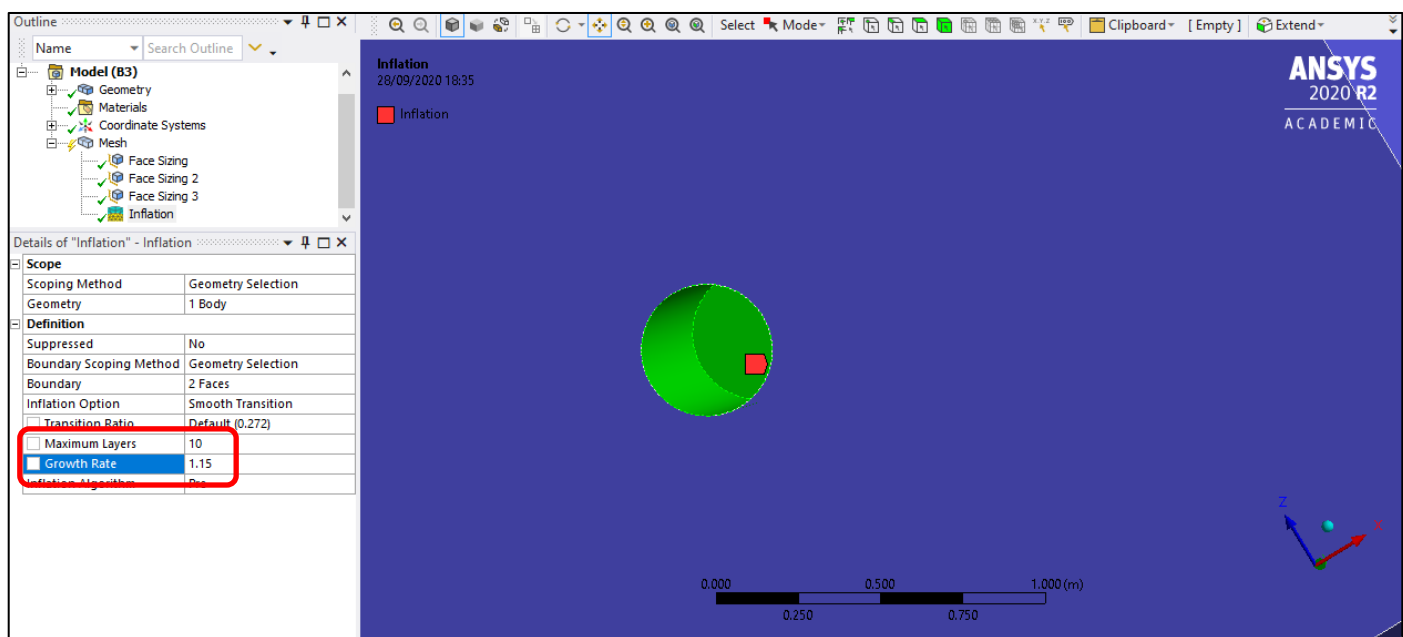 Outline
Name Search Outline
Model (B3)
Geometry
Materials
Coordinate Systems
Mesh
Face Sizing
Face Sizing 2
Face Sizing 3
Inflation
Details of "Inflation" - Inflation
Scope
Scoping Method Geometry Selection
Geometry 1 Body
Definition
Suppressed No
Boundary Scoping Method Geometry Selection
Boundary 2 Faces
Inflation Option Smooth Transition
Transition Ratio Default (0.272)
Maximum Layers 10
Growth Rate 1.15
Inflation Algorithm Pre
Select Mode Clipboard [ Empty ] Extend
Inflation
28/09/2020 18:35
Inflation
ANSYS
2020 R2
ACADEMIC
Z
X
0.000 0.500 1.000 (m)
0.250 0.750